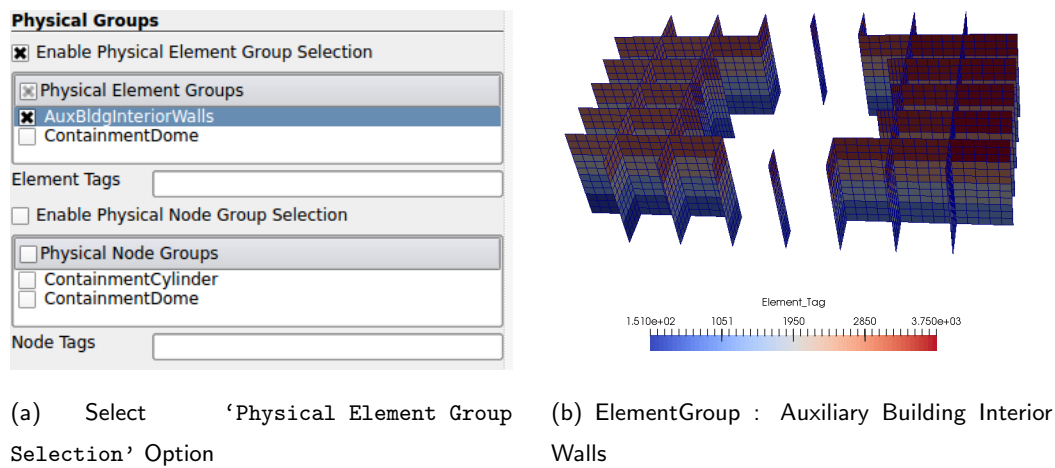 Physical Groups
Enable Physical Element Group Selection
Physical Element Groups
AuxBldgInteriorWalls
ContainmentDome
Element Tags
Enable Physical Node Group Selection
Physical Node Groups
ContainmentCylinder
ContainmentDome
Node Tags
Element_Tag
1.510e+02 1051 1950 2850 3.750e+03
(a) Select ‘Physical Element Group
Selection’ Option
(b) ElementGroup : Auxiliary Building Interior
Walls